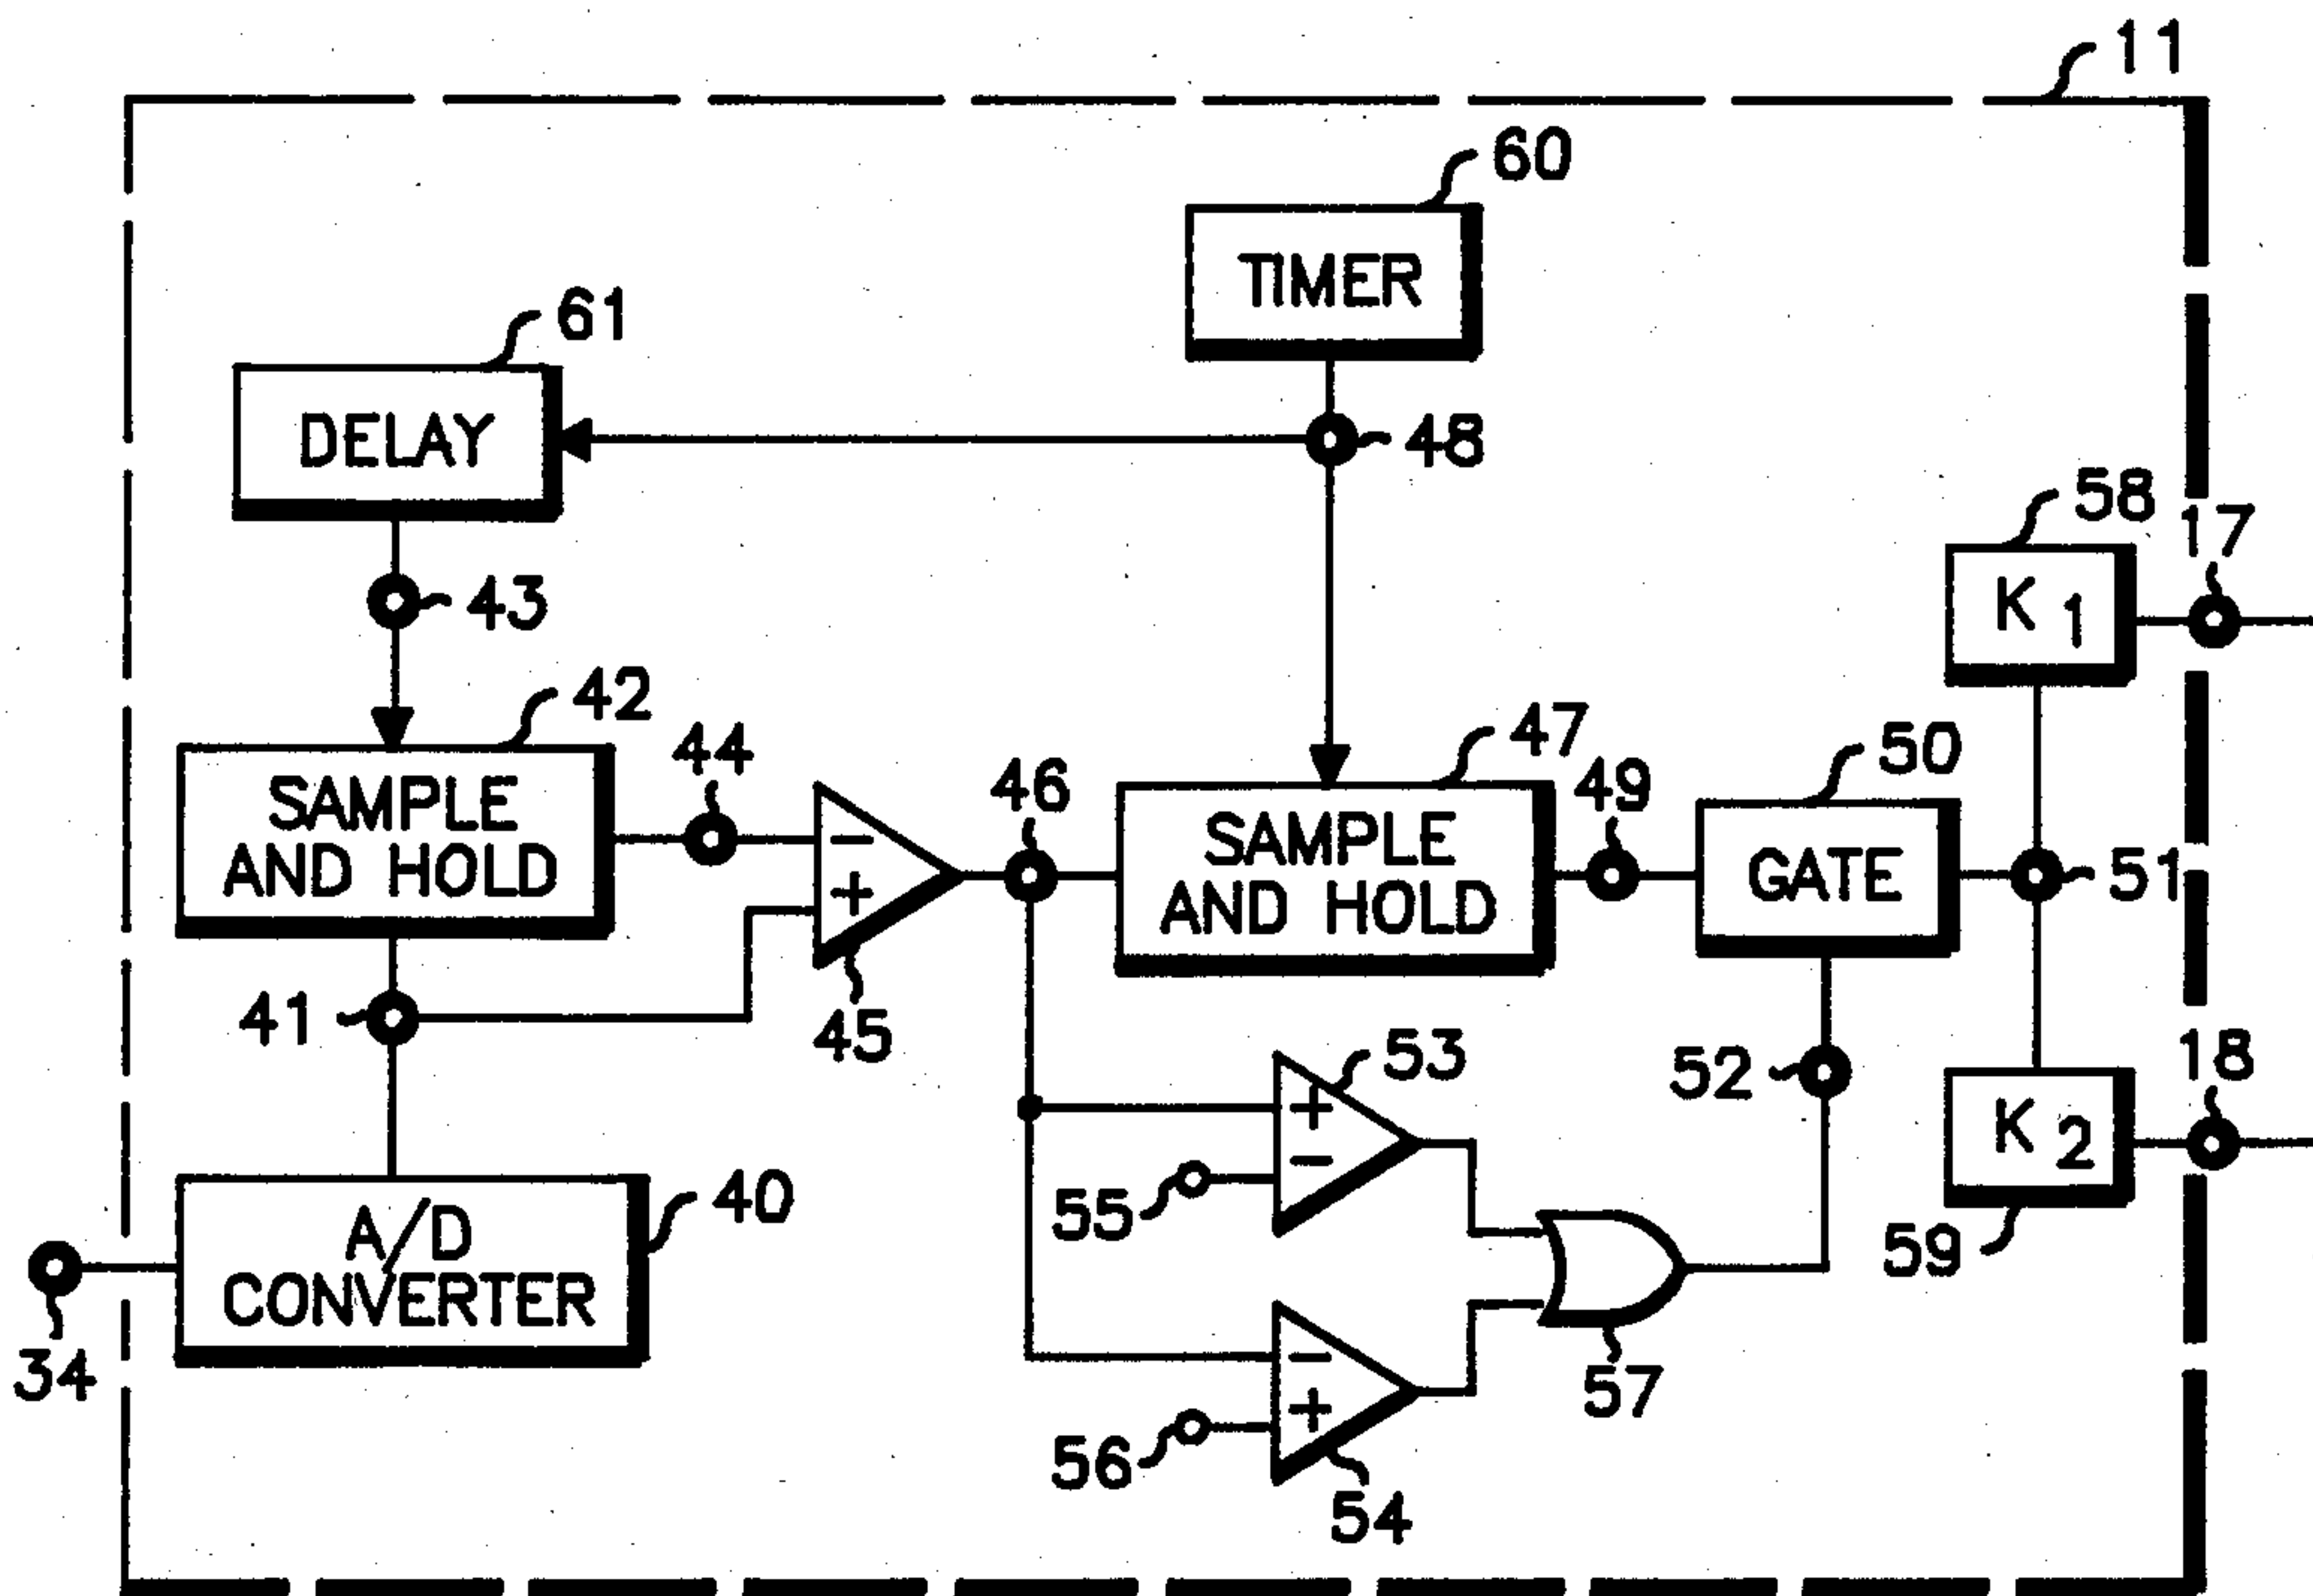 11
60
TIMER
61
DELAY
48
58
17
K 1
43
42
44
47
50
46
49
SAMPLE
AND HOLD
−
+
SAMPLE
AND HOLD
GATE
51
41
45
53
52
18
+
−
K 2
55
40
59
A/D
CONVERTER
34
57
−
+
56
54